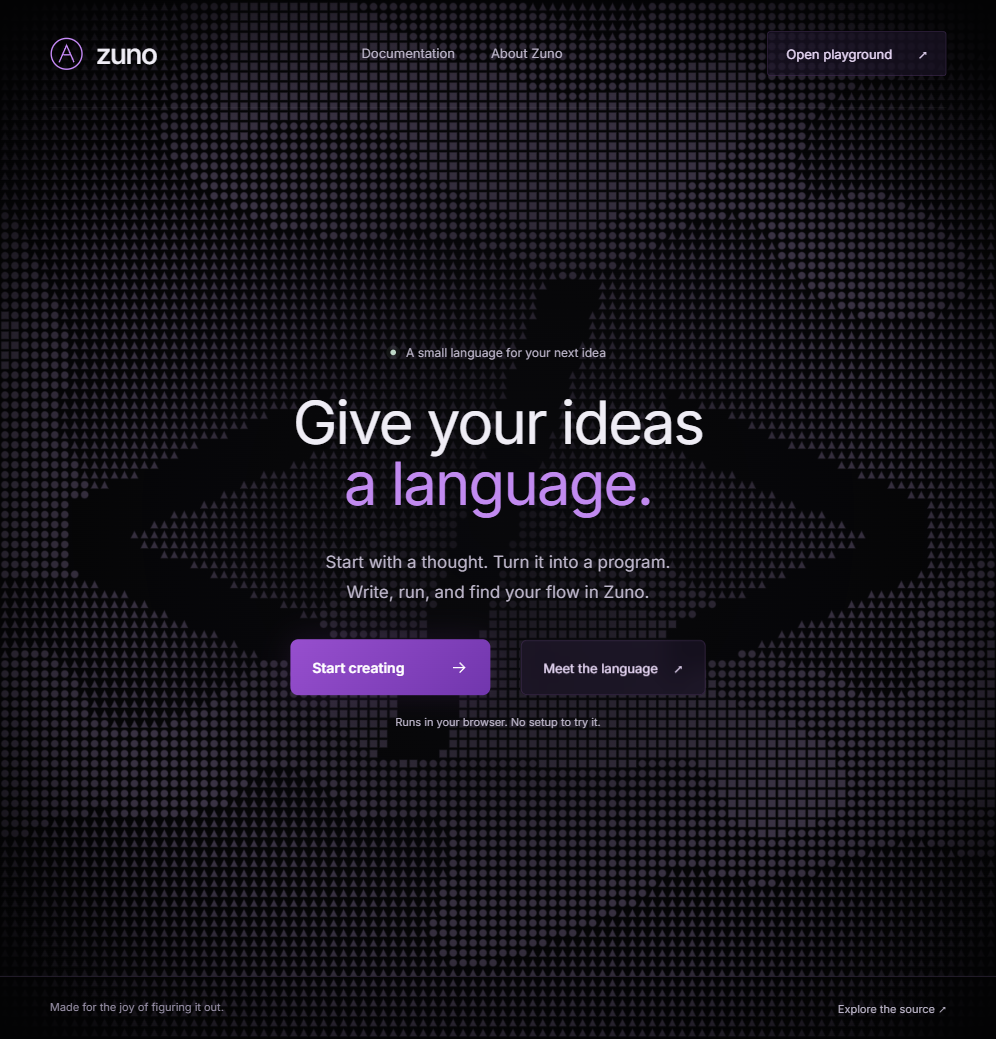 zuno
Documentation
About Zuno
Open playground ↗
A small language for your next idea
Give your ideas
a language.
Start with a thought. Turn it into a program.
Write, run, and find your flow in Zuno.
Start creating →
Meet the language ↗
Runs in your browser. No setup to try it.
Made for the joy of figuring it out.
Explore the source ↗